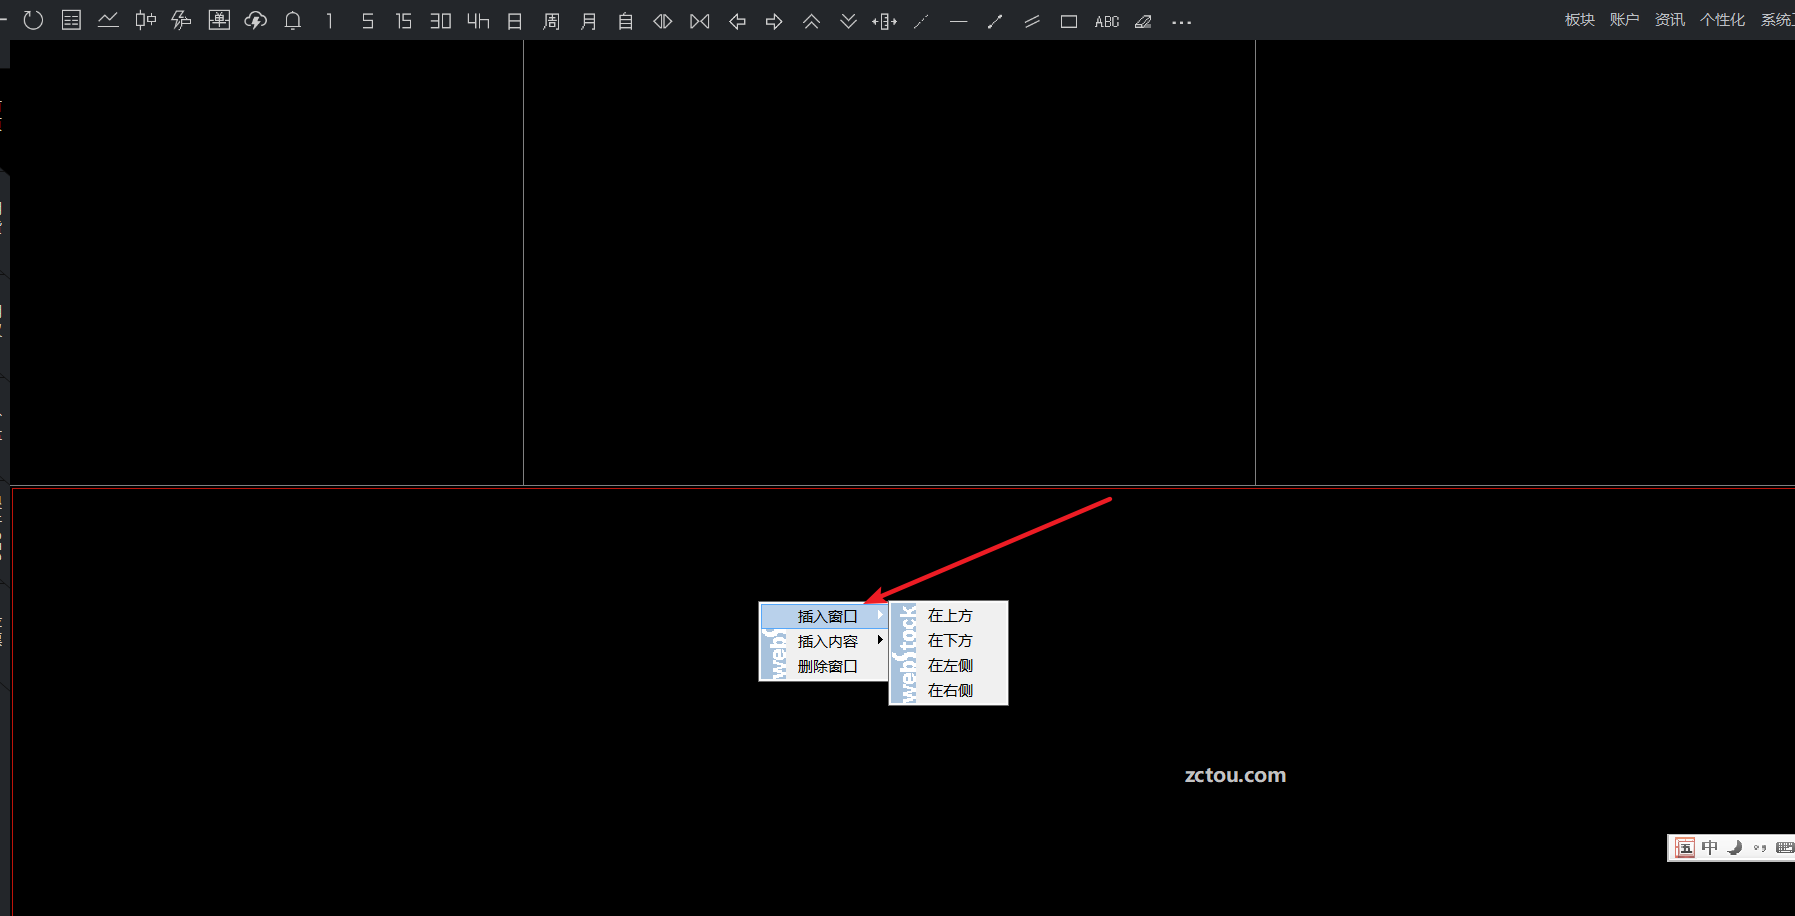 1 5 15 30 4h 日 周 月 自 ABC ...
板块 账户 资讯 个性化 系统
插入窗口
插入内容
删除窗口
在上方
在下方
在左侧
在右侧
webStock
zctou.com
五 中